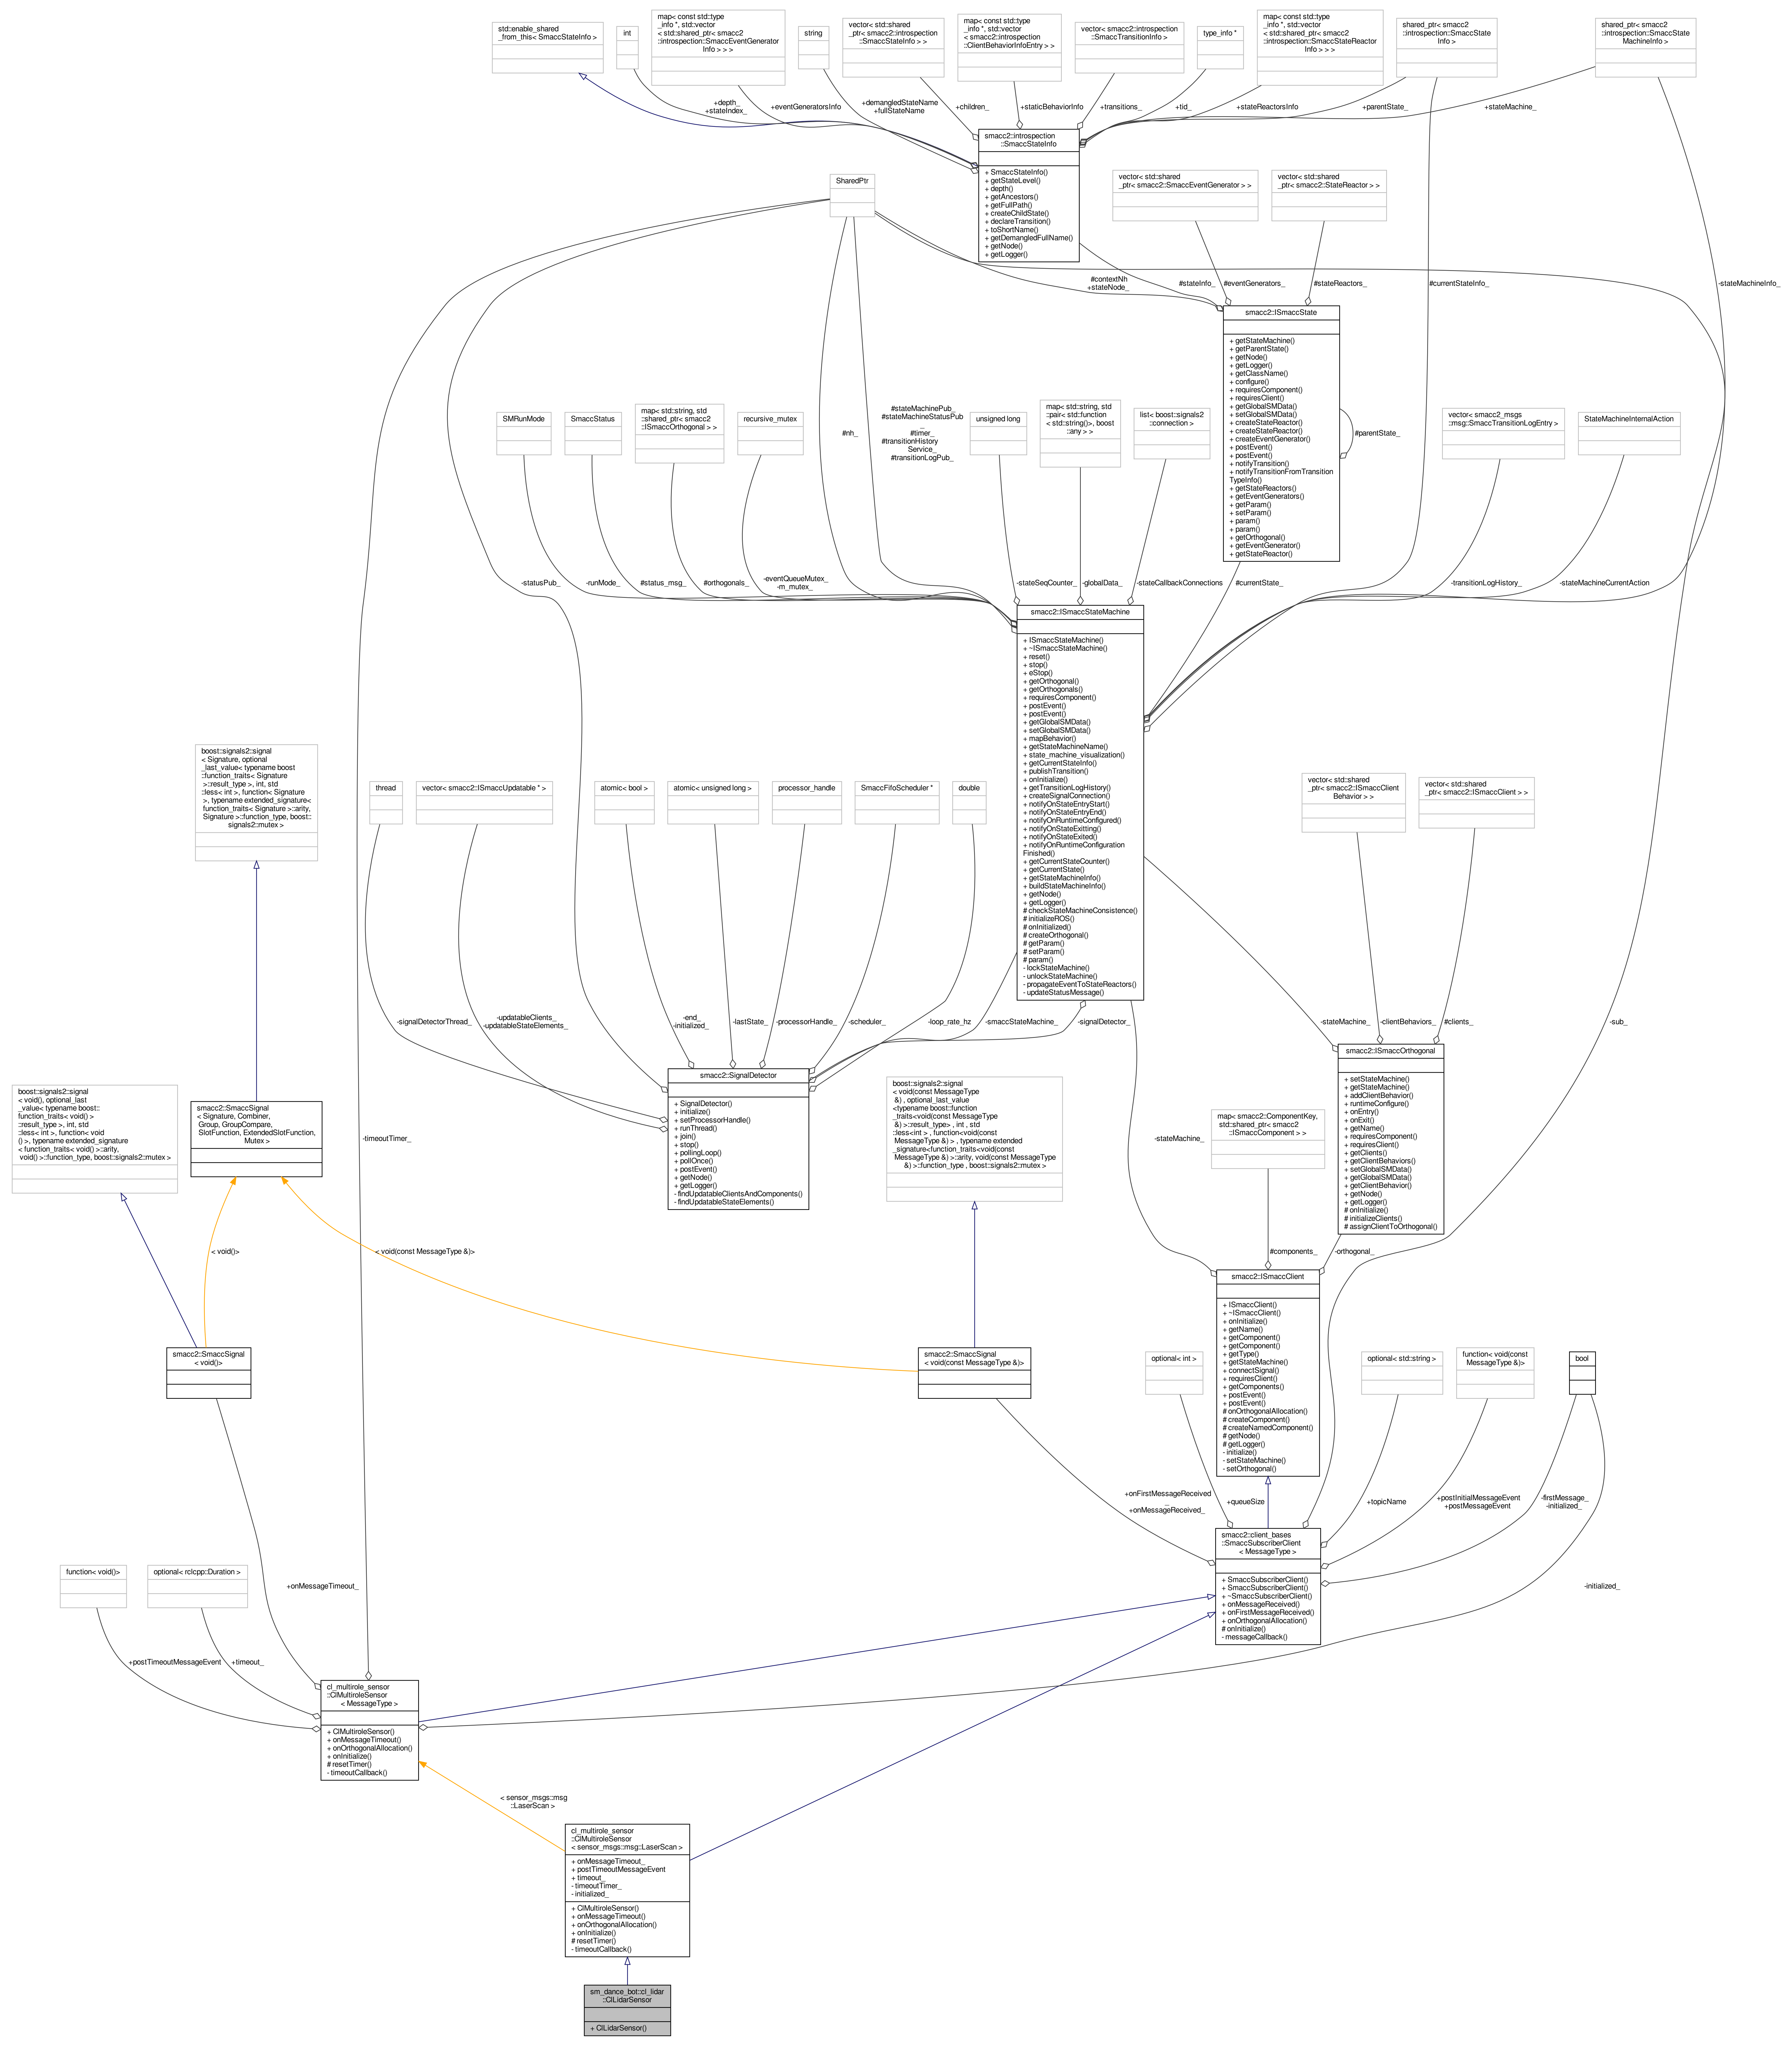 std::enable_shared
_from_this< SmaccStateInfo >
int
map< const std::type
_info *, std::vector
< std::shared_ptr< smacc2
::introspection::SmaccEventGenerator
Info > > >
string
vector< std::shared
_ptr< smacc2::introspection
::SmaccStateInfo > >
map< const std::type
_info *, std::vector
< smacc2::introspection
::ClientBehaviorInfoEntry > >
vector< smacc2::introspection
::SmaccTransitionInfo >
type_info *
map< const std::type
_info *, std::vector
< std::shared_ptr< smacc2
::introspection::SmaccStateReactor
Info > > >
shared_ptr< smacc2
::introspection::SmaccState
Info >
shared_ptr< smacc2
::introspection::SmaccState
MachineInfo >
+depth_
+stateIndex_
+eventGeneratorsInfo
+demangledStateName
+fullStateName
+children_
+staticBehaviorInfo
+transitions_
+tid_
+stateReactorsInfo
+parentState_
+stateMachine_
smacc2::introspection
::SmaccStateInfo
+ SmaccStateInfo()
+ getStateLevel()
+ depth()
+ getAncestors()
+ getFullPath()
+ createChildState()
+ declareTransition()
+ toShortName()
+ getDemangledFullName()
+ getNode()
+ getLogger()
SharedPtr
vector< std::shared
_ptr< smacc2::SmaccEventGenerator > >
vector< std::shared
_ptr< smacc2::StateReactor > >
#contextNh
+stateNode_
#stateInfo_
#eventGenerators_
#stateReactors_
#currentStateInfo_
-stateMachineInfo_
smacc2::ISmaccState
+ getStateMachine()
+ getParentState()
+ getNode()
+ getLogger()
+ getClassName()
+ configure()
+ requiresComponent()
+ requiresClient()
+ getGlobalSMData()
+ setGlobalSMData()
+ createStateReactor()
+ createStateReactor()
+ createEventGenerator()
+ postEvent()
+ postEvent()
+ notifyTransition()
+ notifyTransitionFromTransition
TypeInfo()
+ getStateReactors()
+ getEventGenerators()
+ getParam()
+ setParam()
+ param()
+ param()
+ getOrthogonal()
+ getEventGenerator()
+ getStateReactor()
#parentState_
SMRunMode
SmaccStatus
map< std::string, std
::shared_ptr< smacc2
::ISmaccOrthogonal > >
recursive_mutex
#nh_
#stateMachinePub_
#stateMachineStatusPub
_
#timer_
#transitionHistory
Service_
#transitionLogPub_
unsigned long
map< std::string, std
::pair< std::function
< std::string()>, boost
::any > >
list< boost::signals2
::connection >
vector< smacc2_msgs
::msg::SmaccTransitionLogEntry >
StateMachineInternalAction
-statusPub_
-runMode_
#status_msg_
#orthogonals_
-eventQueueMutex_
-m_mutex_
-stateSeqCounter_
-globalData_
-stateCallbackConnections
#currentState_
-transitionLogHistory_
-stateMachineCurrentAction
smacc2::ISmaccStateMachine
+ ISmaccStateMachine()
+ ~ISmaccStateMachine()
+ reset()
+ stop()
+ eStop()
+ getOrthogonal()
+ getOrthogonals()
+ requiresComponent()
+ postEvent()
+ postEvent()
+ getGlobalSMData()
+ setGlobalSMData()
+ mapBehavior()
+ getStateMachineName()
+ state_machine_visualization()
+ getCurrentStateInfo()
+ publishTransition()
+ onInitialize()
+ getTransitionLogHistory()
+ createSignalConnection()
+ notifyOnStateEntryStart()
+ notifyOnStateEntryEnd()
+ notifyOnRuntimeConfigured()
+ notifyOnStateExitting()
+ notifyOnStateExited()
+ notifyOnRuntimeConfiguration
Finished()
+ getCurrentStateCounter()
+ getCurrentState()
+ getStateMachineInfo()
+ buildStateMachineInfo()
+ getNode()
+ getLogger()
# checkStateMachineConsistence()
# initializeROS()
# onInitialized()
# createOrthogonal()
# getParam()
# setParam()
# param()
- lockStateMachine()
- unlockStateMachine()
- propagateEventToStateReactors()
- updateStatusMessage()
boost::signals2::signal
< Signature, optional
_last_value< typename boost
::function_traits< Signature
>::result_type >, int, std
::less< int >, function< Signature
>, typename extended_signature<
function_traits< Signature >::arity,
Signature >::function_type, boost::
signals2::mutex >
thread
vector< smacc2::ISmaccUpdatable * >
atomic< bool >
atomic< unsigned long >
processor_handle
SmaccFifoScheduler *
double
vector< std::shared
_ptr< smacc2::ISmaccClient
Behavior > >
vector< std::shared
_ptr< smacc2::ISmaccClient > >
-signalDetectorThread_
-updatableClients_
-updatableStateElements_
-end_
-initialized_
-lastState_
-processorHandle_
-scheduler_
-loop_rate_hz
-smaccStateMachine_
-signalDetector_
-stateMachine_
-clientBehaviors_
#clients_
-sub_
smacc2::SignalDetector
+ SignalDetector()
+ initialize()
+ setProcessorHandle()
+ runThread()
+ join()
+ stop()
+ pollingLoop()
+ pollOnce()
+ postEvent()
+ getNode()
+ getLogger()
- findUpdatableClientsAndComponents()
- findUpdatableStateElements()
smacc2::ISmaccOrthogonal
+ setStateMachine()
+ getStateMachine()
+ addClientBehavior()
+ runtimeConfigure()
+ onEntry()
+ onExit()
+ getName()
+ requiresComponent()
+ requiresClient()
+ getClients()
+ getClientBehaviors()
+ setGlobalSMData()
+ getGlobalSMData()
+ getClientBehavior()
+ getNode()
+ getLogger()
# onInitialize()
# initializeClients()
# assignClientToOrthogonal()
boost::signals2::signal
< void(), optional_last
_value< typename boost::
function_traits< void() >
::result_type >, int, std
::less< int >, function< void
() >, typename extended_signature
< function_traits< void() >::arity,
void() >::function_type, boost::signals2::mutex >
smacc2::SmaccSignal
< Signature, Combiner,
Group, GroupCompare,
SlotFunction, ExtendedSlotFunction,
Mutex >
-timeoutTimer_
boost::signals2::signal
< void(const MessageType
&) , optional_last_value
<typename boost::function
_traits<void(const MessageType
&) >::result_type> , int, std
::less<int > , function<void(const
MessageType &) > , typename extended
_signature<function_traits<void(const
MessageType &) >::arity, void(const MessageType
&) >::function_type , boost::signals2::mutex >
-stateMachine_
map< smacc2::ComponentKey,
std::shared_ptr< smacc2
::ISmaccComponent > >
< void()>
< void(const MessageType &)>
#components_
-orthogonal_
smacc2::ISmaccClient
+ ISmaccClient()
+ ~ISmaccClient()
+ onInitialize()
+ getName()
+ getComponent()
+ getComponent()
+ getType()
+ getStateMachine()
+ connectSignal()
+ requiresClient()
+ getComponents()
+ postEvent()
+ postEvent()
# onOrthogonalAllocation()
# createComponent()
# createNamedComponent()
# getNode()
# getLogger()
- initialize()
- setStateMachine()
- setOrthogonal()
smacc2::SmaccSignal
< void()>
smacc2::SmaccSignal
< void(const MessageType &)>
optional< int >
optional< std::string >
function< void(const
MessageType &)>
bool
+onFirstMessageReceived
_
+onMessageReceived_
+queueSize
+topicName
+postInitialMessageEvent
+postMessageEvent
-firstMessage_
-initialized_
smacc2::client_bases
::SmaccSubscriberClient
< MessageType >
+ SmaccSubscriberClient()
+ SmaccSubscriberClient()
+ ~SmaccSubscriberClient()
+ onMessageReceived()
+ onFirstMessageReceived()
+ onOrthogonalAllocation()
# onInitialize()
- messageCallback()
function< void()>
optional< rclcpp::Duration >
+onMessageTimeout_
-initialized_
+postTimeoutMessageEvent
+timeout_
cl_multirole_sensor
::ClMultiroleSensor
< MessageType >
+ ClMultiroleSensor()
+ onMessageTimeout()
+ onOrthogonalAllocation()
+ onInitialize()
# resetTimer()
- timeoutCallback()
< sensor_msgs::msg
::LaserScan >
cl_multirole_sensor
::ClMultiroleSensor
< sensor_msgs::msg::LaserScan >
+ onMessageTimeout_
+ postTimeoutMessageEvent
+ timeout_
- timeoutTimer_
- initialized_
+ ClMultiroleSensor()
+ onMessageTimeout()
+ onOrthogonalAllocation()
+ onInitialize()
# resetTimer()
- timeoutCallback()
sm_dance_bot::cl_lidar
::ClLidarSensor
+ ClLidarSensor()